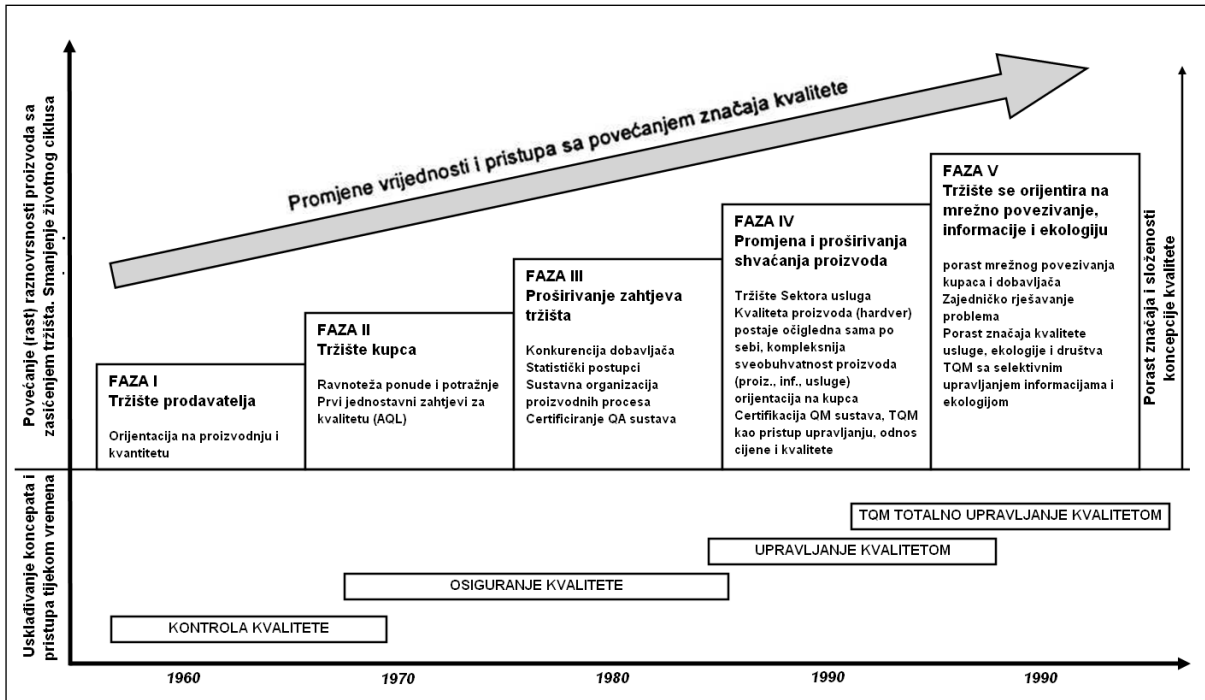 Povećanje (rast) raznovrsnosti proizvoda sa
zasićenjem tržišta. Smanjenje životnog ciklusa
Promjene vrijednosti i pristupa sa povećanjem značaja kvalitete
FAZA I
Tržište prodavatelja
Orijentacija na proizvodnju i
kvantitetu
FAZA II
Tržište kupca
Ravnoteža ponude i potražnje
Prvi jednostavni zahtjevi za
kvalitetu (AQL)
FAZA III
Proširivanje zahtjeva
tržišta
Konkurencija dobavljača
Statistički postupci
Sustavna organizacija
proizvodnih procesa
Certificiranje QA sustava
FAZA IV
Promjena i proširivanja
shvaćanja proizvoda
Tržište Sektora usluga
Kvaliteta proizvoda (hardver)
postaje očigledna sama po
sebi, kompleksnija
sveobuhvatnost proizvoda
(proiz., inf., usluge)
orijentacija na kupca
Certifikacija QM sustava, TQM
kao pristup upravljanju, odnos
cijene i kvalitete
FAZA V
Tržište se orijentira na
mrežno povezivanje,
informacije i ekologiju
porast mrežnog povezivanja
kupaca i dobavljača
Zajedničko rješavanje
problema
Porast značaja kvalitete
usluge, ekologije i društva
TQM sa selektivnim
upravljanjem informacijama i
ekologijom
Porast značaja i složenosti
koncepcije kvalitete
Usklađivanje koncepata i
pristupa tijekom vremena
TQM TOTALNO UPRAVLJANJE KVALITETOM
UPRAVLJANJE KVALITETOM
OSIGURANJE KVALITETE
KONTROLA KVALITETE
1960
1970
1980
1990
1990